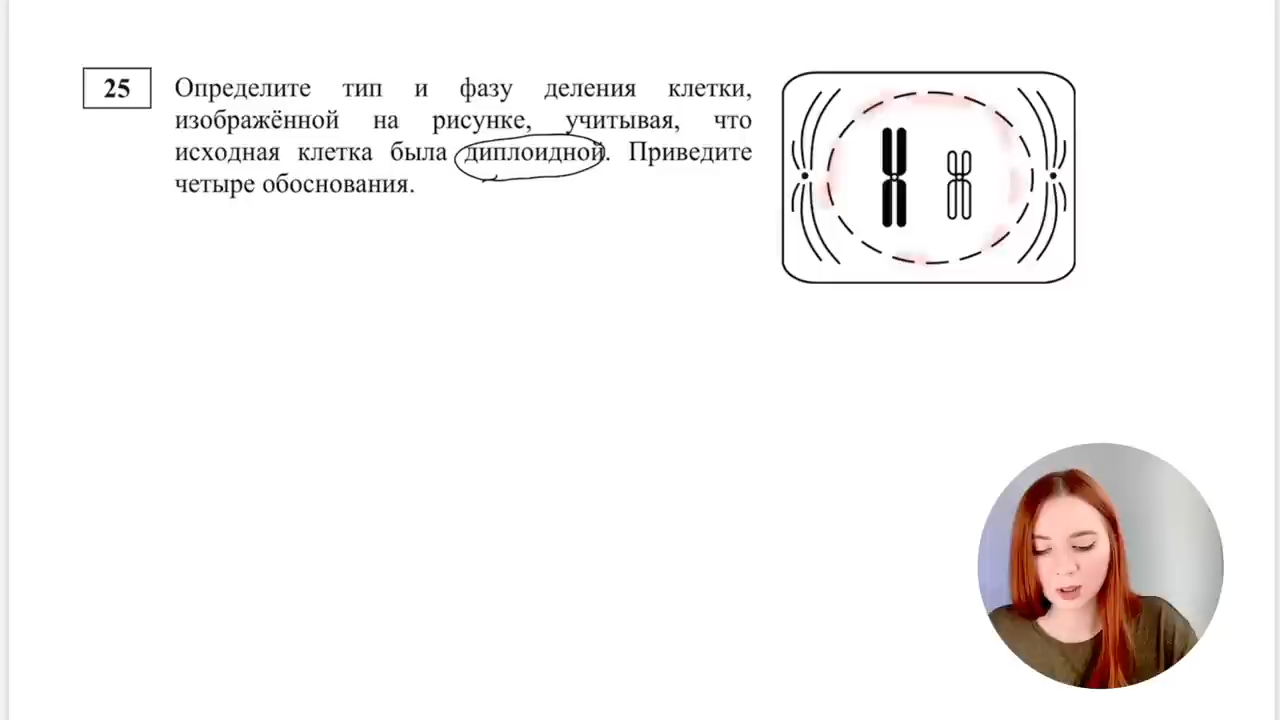 25
Определите тип и фазу деления клетки,
изображённой на рисунке, учитывая, что
исходная клетка была диплоидной. Приведите
четыре обоснования.